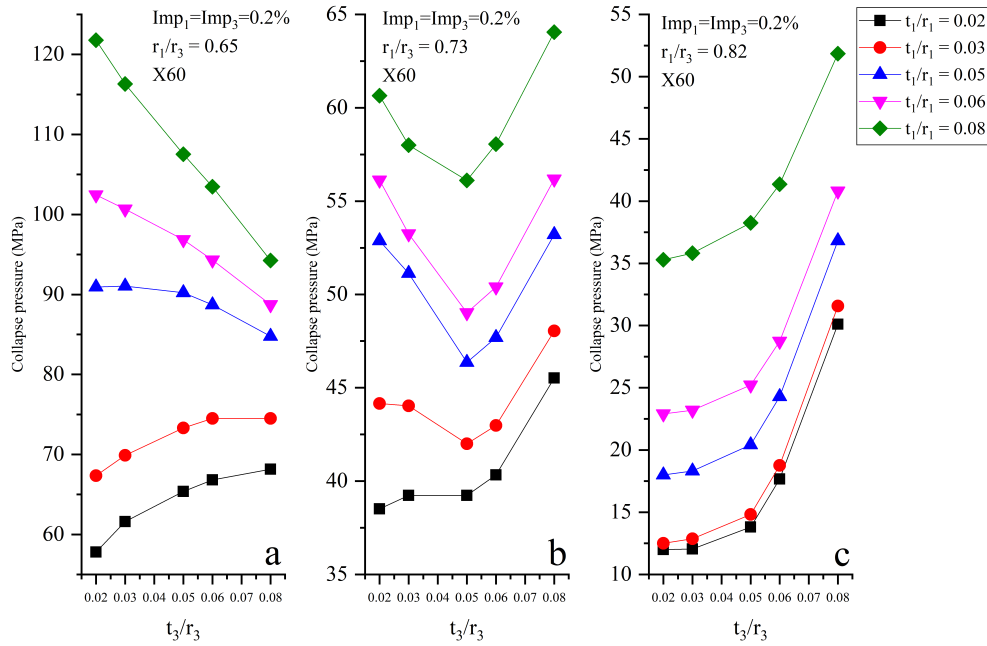 Imp₁=Imp₃=0.2%
r₁/r₃ = 0.65
X60
Collapse pressure (MPa)
120
110
100
90
80
70
60
0.02 0.03 0.04 0.05 0.06 0.07 0.08
t₃/r₃
a
Imp₁=Imp₃=0.2%
r₁/r₃ = 0.73
X60
Collapse pressure (MPa)
65
60
55
50
45
40
35
0.02 0.03 0.04 0.05 0.06 0.07 0.08
t₃/r₃
b
Imp₁=Imp₃=0.2%
r₁/r₃ = 0.82
X60
Collapse pressure (MPa)
55
50
45
40
35
30
25
20
15
10
0.02 0.03 0.04 0.05 0.06 0.07 0.08
t₃/r₃
c
t₁/r₁ = 0.02
t₁/r₁ = 0.03
t₁/r₁ = 0.05
t₁/r₁ = 0.06
t₁/r₁ = 0.08